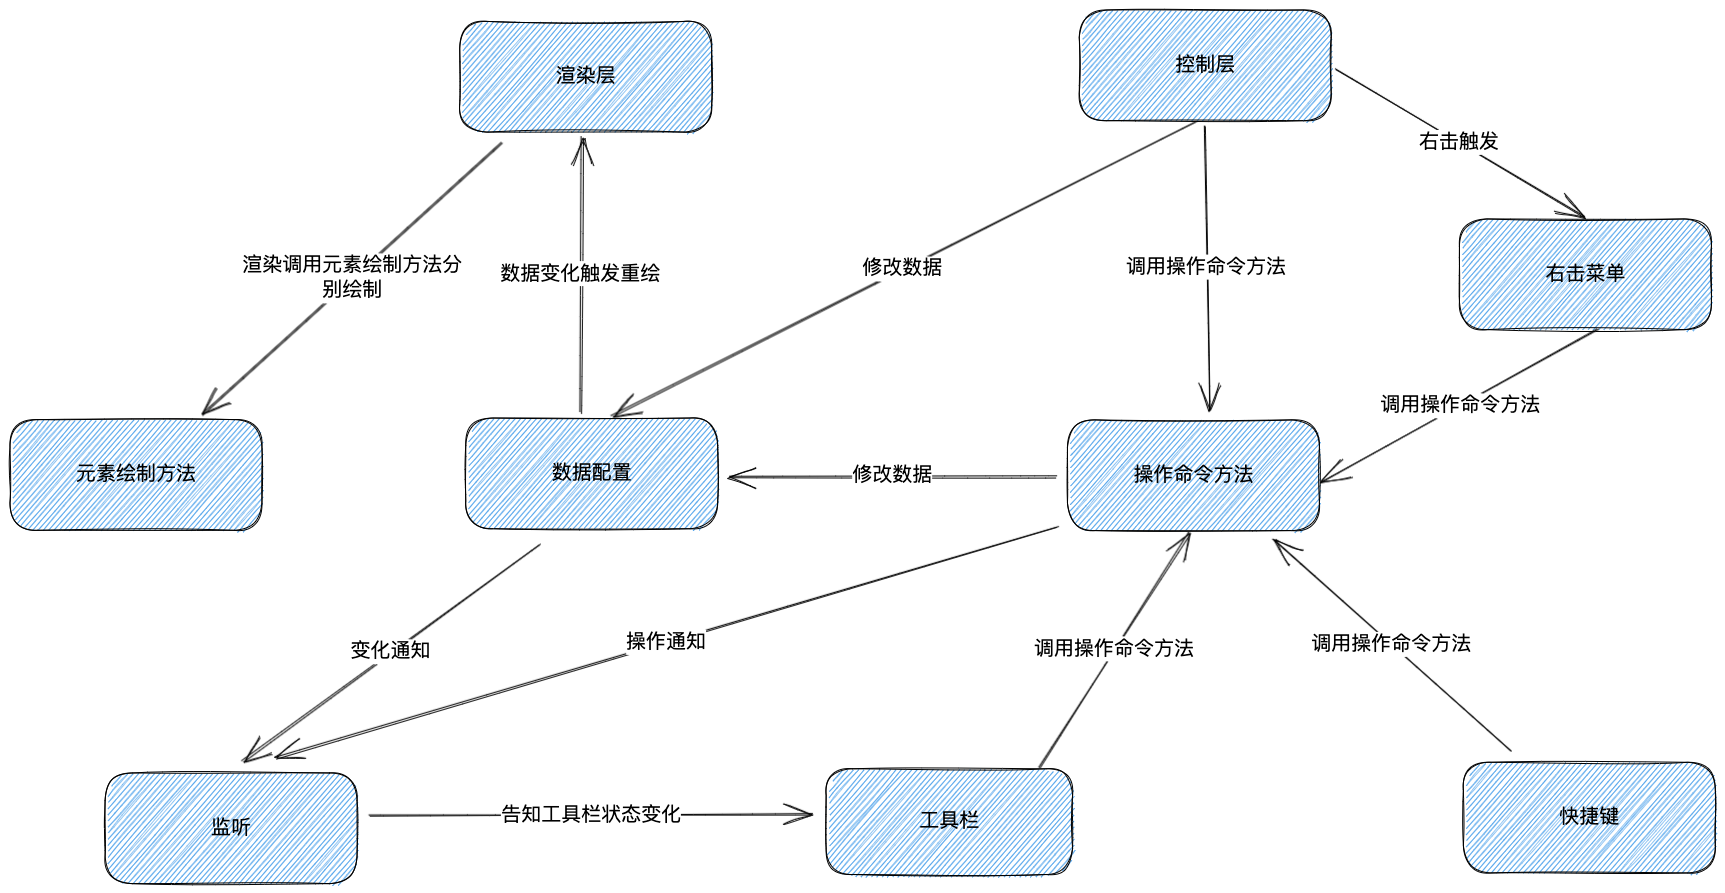 渲染层
控制层
右击触发
渲染调用元素绘制方法分
别绘制
数据变化触发重绘
修改数据
调用操作命令方法
右击菜单
调用操作命令方法
元素绘制方法
数据配置
修改数据
操作命令方法
变化通知
操作通知
调用操作命令方法
调用操作命令方法
监听
告知工具栏状态变化
工具栏
快捷键